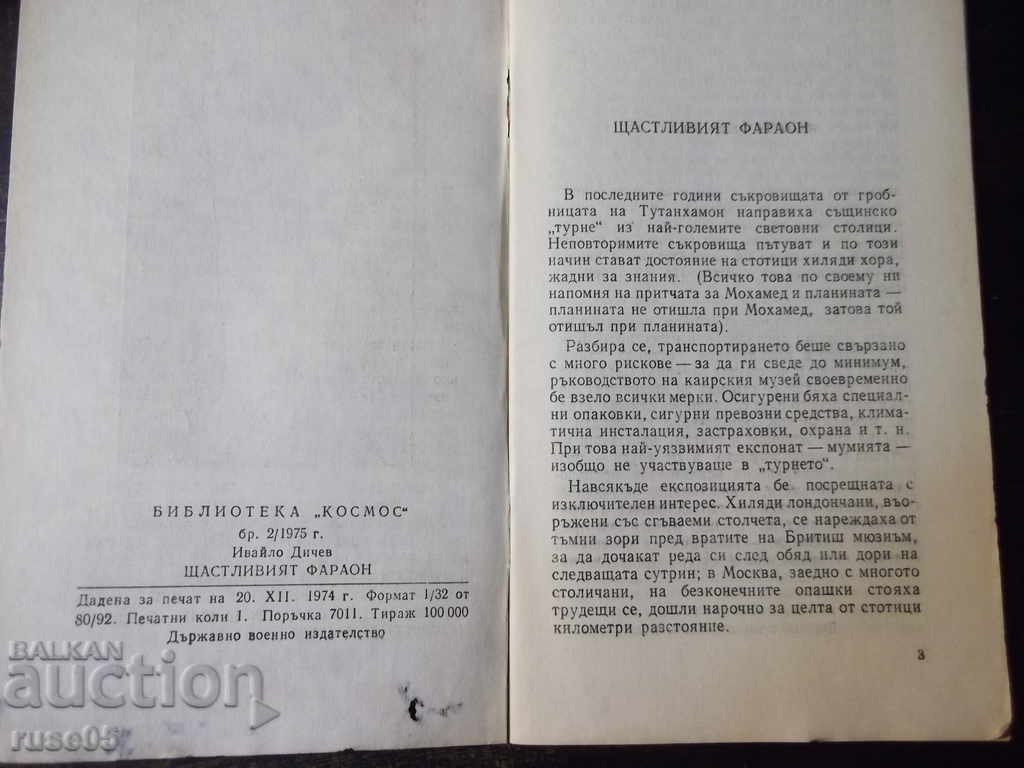 БИБЛИОТЕКА „КОСМОС“
бр. 2/1975 г.
Ивайло Дичев
ЩАСТЛИВИЯТ ФАРАОН
Дадена за печат на 20. XII. 1974 г. Формат 1/32 от
80/92. Печатни коли 1. Поръчка 7011. Тираж 100 000
Държавно военно издателство
BALKAN
auction
ruse05
ЩАСТЛИВИЯТ ФАРАОН
В последните години съкровищата от гроб-
ницата на Тутанхамон направиха същинско
„турне“ из най-големите световни столици.
Неповторимите съкровища пътуват и по този
начин стават достояние на стотици хиляди хора,
жадни за знания. (Всичко това по своему ни
напомня на притчата за Мохамед и планината —
планината не отишла при Мохамед, затова той
отишъл при планината).
Разбира се, транспортирането беше свързано
с много рискове — за да ги сведе до минимум,
ръководството на каирския музей своевременно
бе взело всички мерки. Осигурени бяха специал-
ни опаковки, сигурни превозни средства, клима-
тична инсталация, застраховки, охрана и т. н.
При това най-уязвимият експонат — мумията —
изобщо не участвуваше в „турнето“.
Навсякъде експозицията бе посрещната с
изключителен интерес. Хиляди лондончани, въо-
ръжени със сгъваеми столчета, се нареждаха от
тъмни зори пред вратите на Бритиш мюзиъм,
за да дочакат реда си след обяд или дори на
следващата сутрин; в Москва, заедно с многото
столичани, на безконечните опашки стояха
трудещи се, дошли нарочно за целта от стотици
километри разстояние.
3